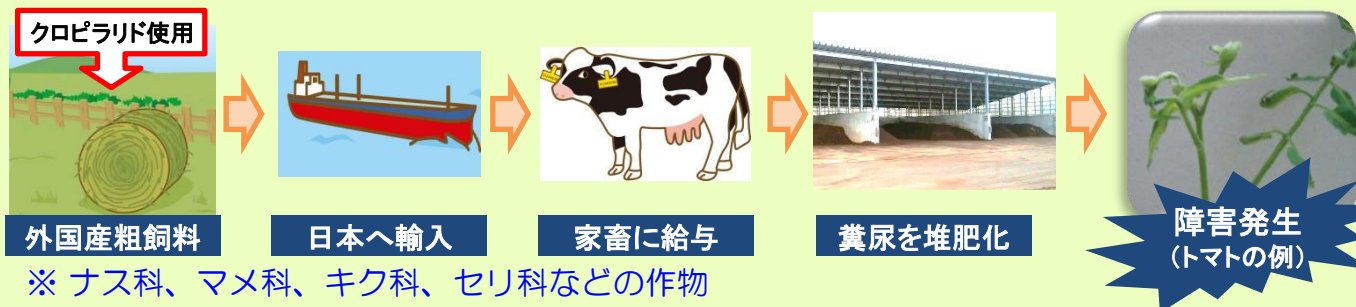 クロピラリド使用
外国産粗飼料
日本へ輸入
家畜に給与
糞尿を堆肥化
障害発生
(トマトの例)
※ ナス科、マメ科、キク科、セリ科などの作物